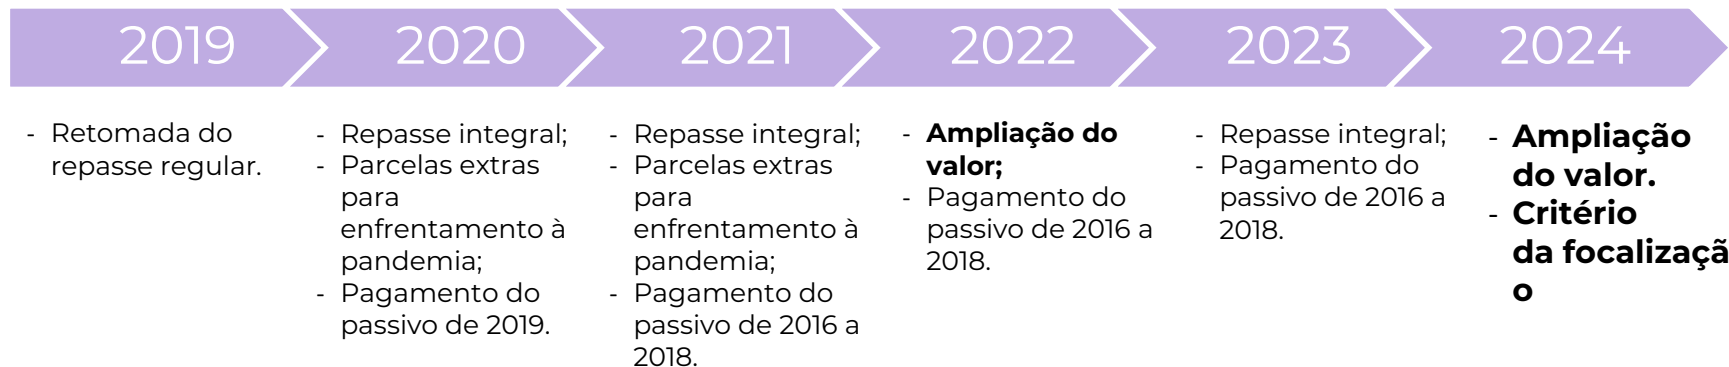 2019
2020
2021
2022
2023
2024
- Retomada do
repasse regular.
- Repasse integral;
- Parcelas extras
para
enfrentamento à
pandemia;
- Pagamento do
passivo de 2019.
- Repasse integral;
- Parcelas extras
para
enfrentamento à
pandemia;
- Pagamento do
passivo de 2016 a
2018.
- Ampliação do
valor;
- Pagamento do
passivo de 2016 a
2018.
- Repasse integral;
- Pagamento do
passivo de 2016 a
2018.
- Ampliação
do valor.
- Critério
da focalizaçã
o